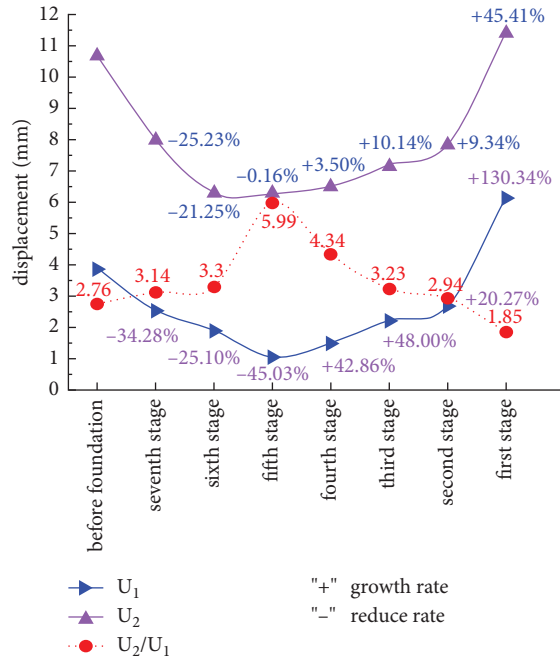 displacement (mm)
12
11
10
9
8
7
6
5
4
3
2
1
0
+45.41%
–25.23%
–21.25%
–0.16%
+3.50%
+10.14%
+9.34%
+130.34%
2.76
3.14
3.3
5.99
4.34
3.23
2.94
1.85
–34.28%
–25.10%
–45.03%
+42.86%
+48.00%
+20.27%
before foundation
seventh stage
sixth stage
fifth stage
fourth stage
third stage
second stage
first stage
U₁
U₂
U₂/U₁
"+" growth rate
"–" reduce rate